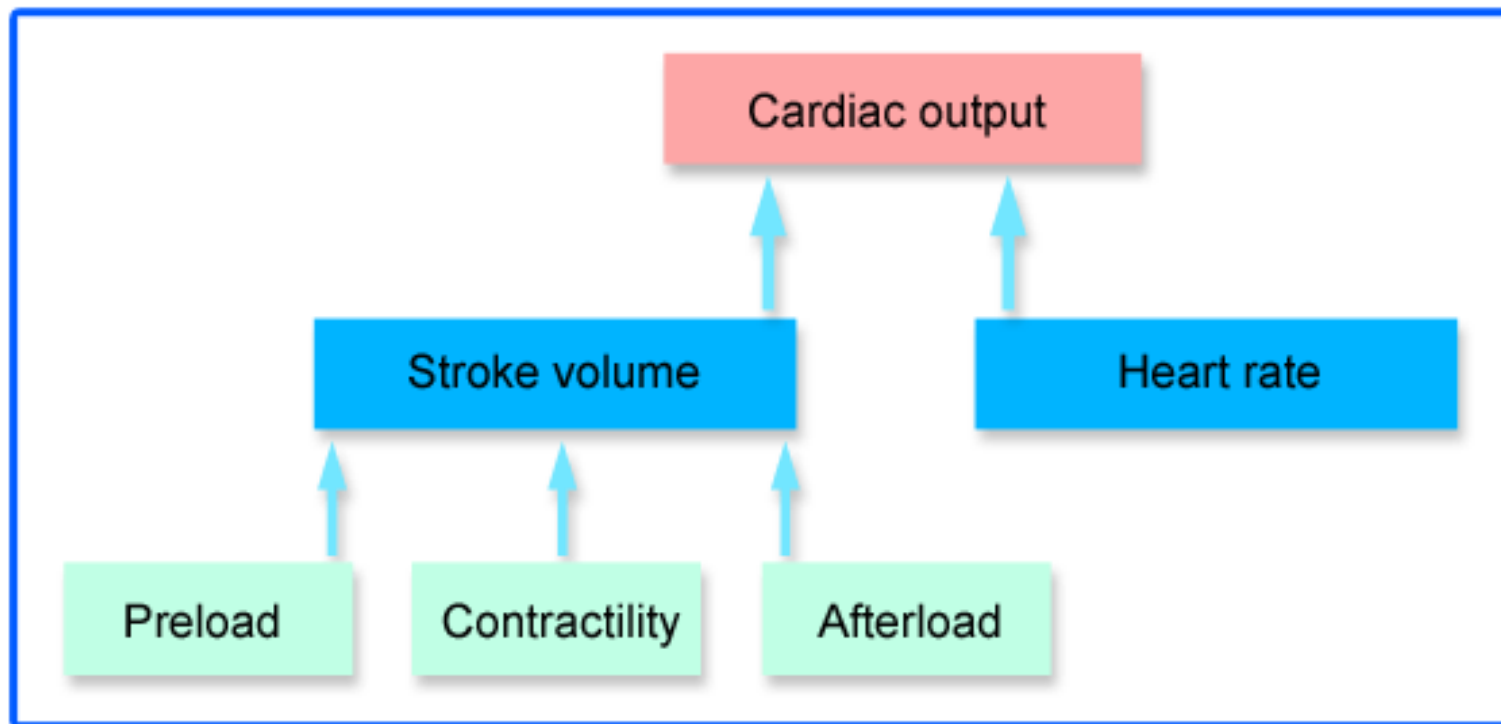 Cardiac output
Stroke volume
Heart rate
Preload
Contractility
Afterload